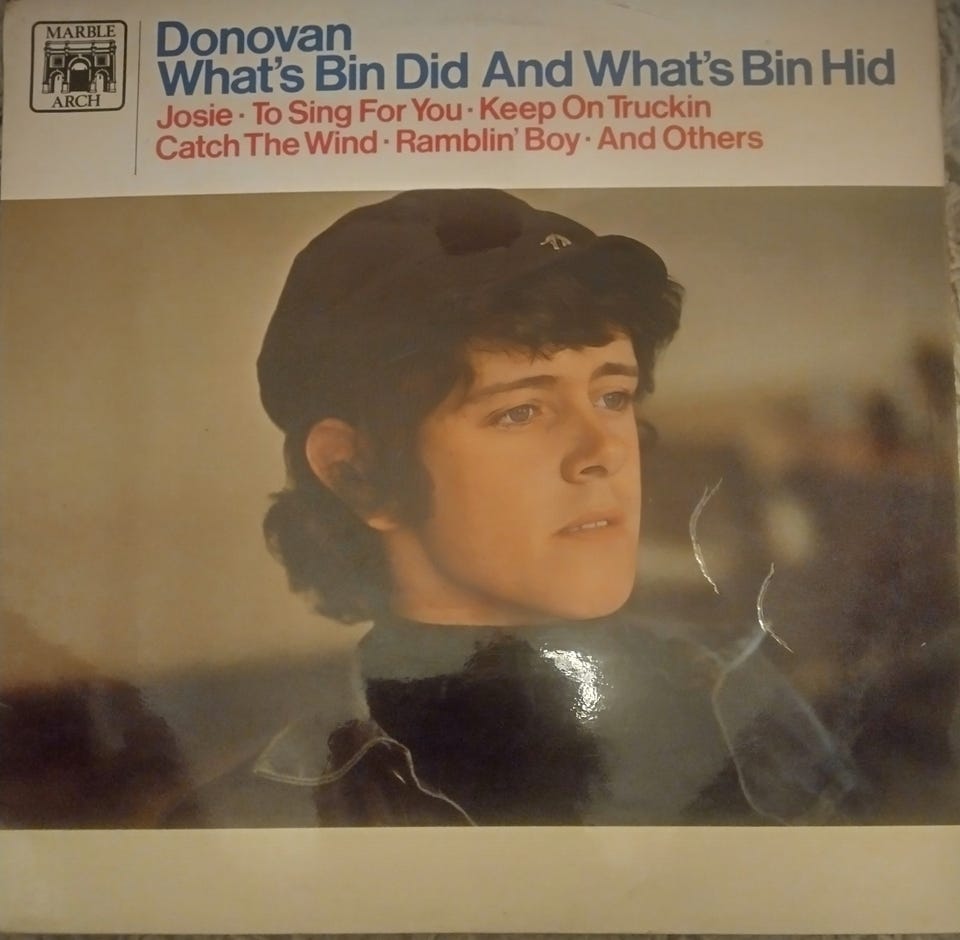 MARBLE
ARCH
Donovan
What's Bin Did And What's Bin Hid
Josie · To Sing For You · Keep On Truckin
Catch The Wind · Ramblin' Boy · And Others